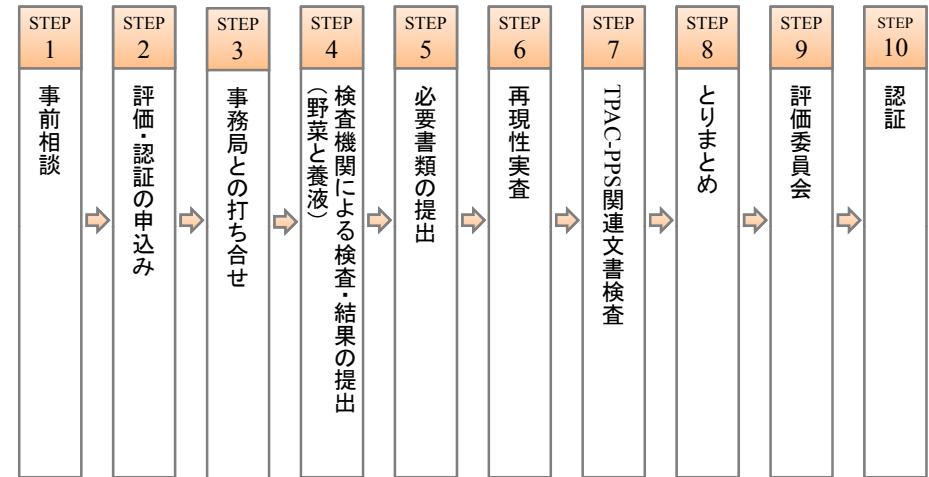 STEP
1
事前相談
STEP
2
評価・認証の申込み
STEP
3
事務局との打ち合せ
STEP
4
検査機関による検査・結果の提出
（野菜と養液）
STEP
5
必要書類の提出
STEP
6
再現性実査
STEP
7
TPAC-PPS関連文書検査
STEP
8
とりまとめ
STEP
9
評価委員会
STEP
10
認証